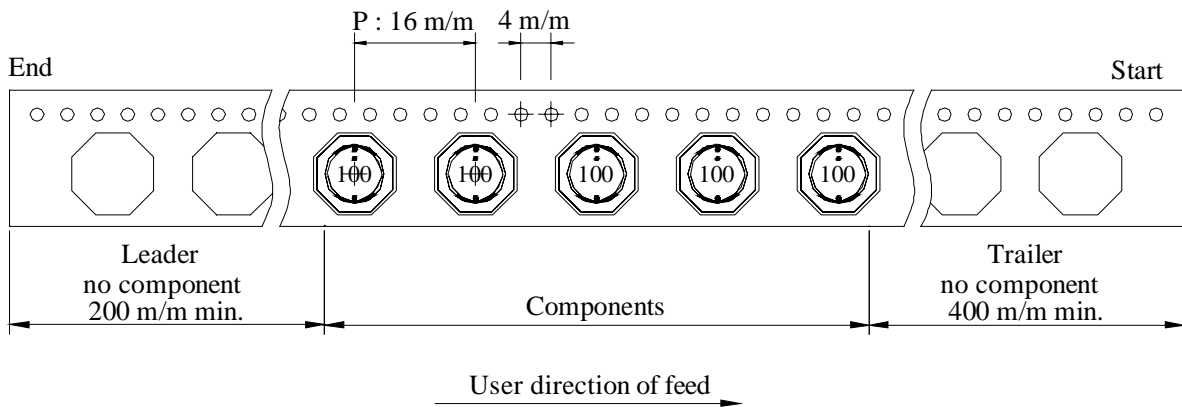 P : 16 m/m
4 m/m
End
Start
100
100
100
100
100
Leader
no component
200 m/m min.
Components
Trailer
no component
400 m/m min.
User direction of feed